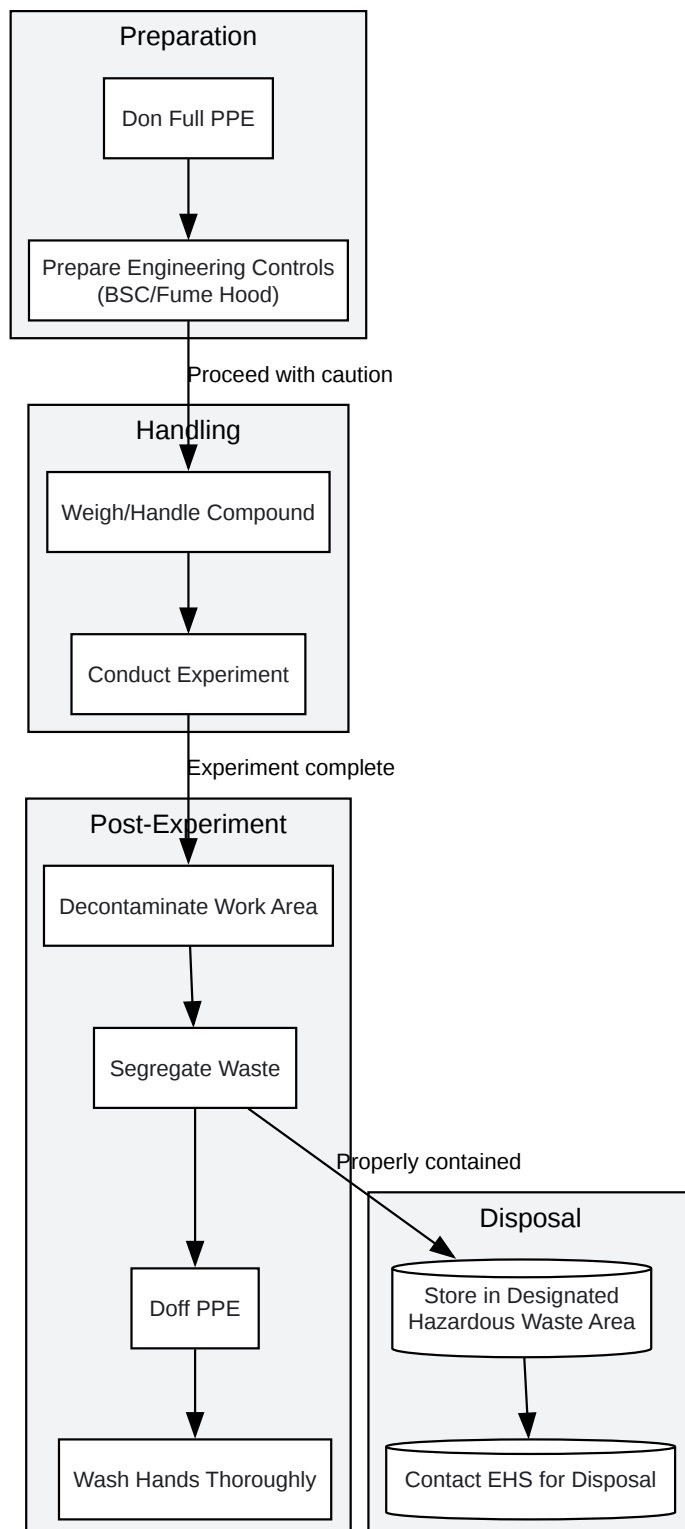 Preparation
Don Full PPE
Prepare Engineering Controls
(BSC/Fume Hood)
Proceed with caution
Handling
Weigh/Handle Compound
Conduct Experiment
Experiment complete
Post-Experiment
Decontaminate Work Area
Segregate Waste
Properly contained
Disposal
Store in Designated
Hazardous Waste Area
Doff PPE
Wash Hands Thoroughly
Contact EHS for Disposal